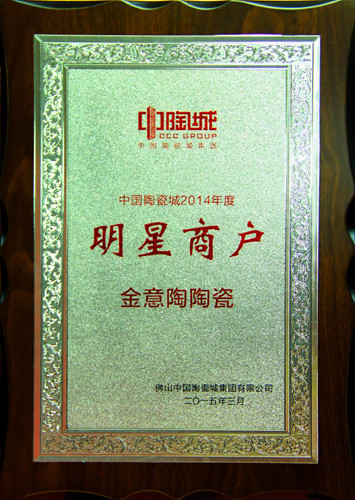 中陶城
CCC GROUP
中国陶瓷城集团
中国陶瓷城2014年度
明星商户
金意陶陶瓷
佛山中国陶瓷城集团有限公司
二〇一五年三月